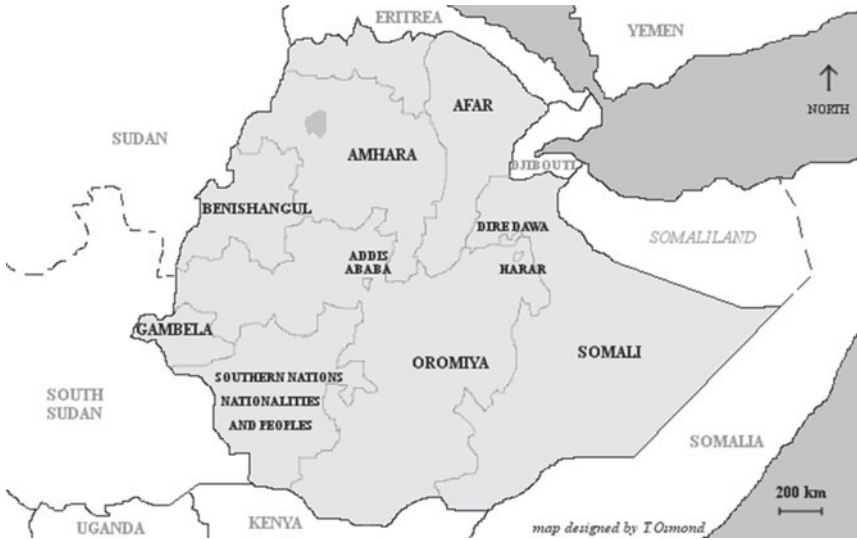 ERITREA
YEMEN
NORTH
AFAR
SUDAN
AMHARA
DJIBOUTI
BENISHANGUL
DIRE DAWA
SOMALILAND
ADDIS
ABABA
HARAR
GAMBELA
OROMIYA
SOMALI
SOUTHERN NATIONS
NATIONALITIES
AND PEOPLES
SOUTH
SUDAN
SOMALIA
200 km
UGANDA
KENYA
map designed by T.Osmond